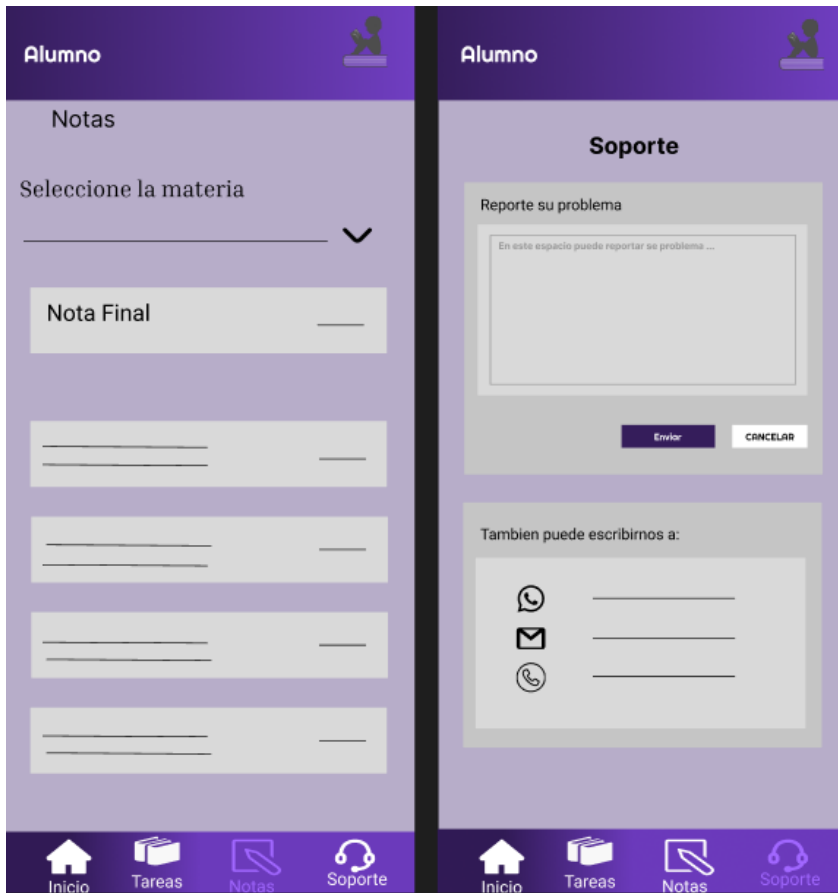 Alumno
Notas
Seleccione la materia
Nota Final
Inicio
Tareas
Notas
Soporte
Alumno
Soporte
Reporte su problema
En este espacio puede reportar se problema ...
Enviar
CANCELAR
Tambien puede escribirnos a:
Inicio
Tareas
Notas
Soporte